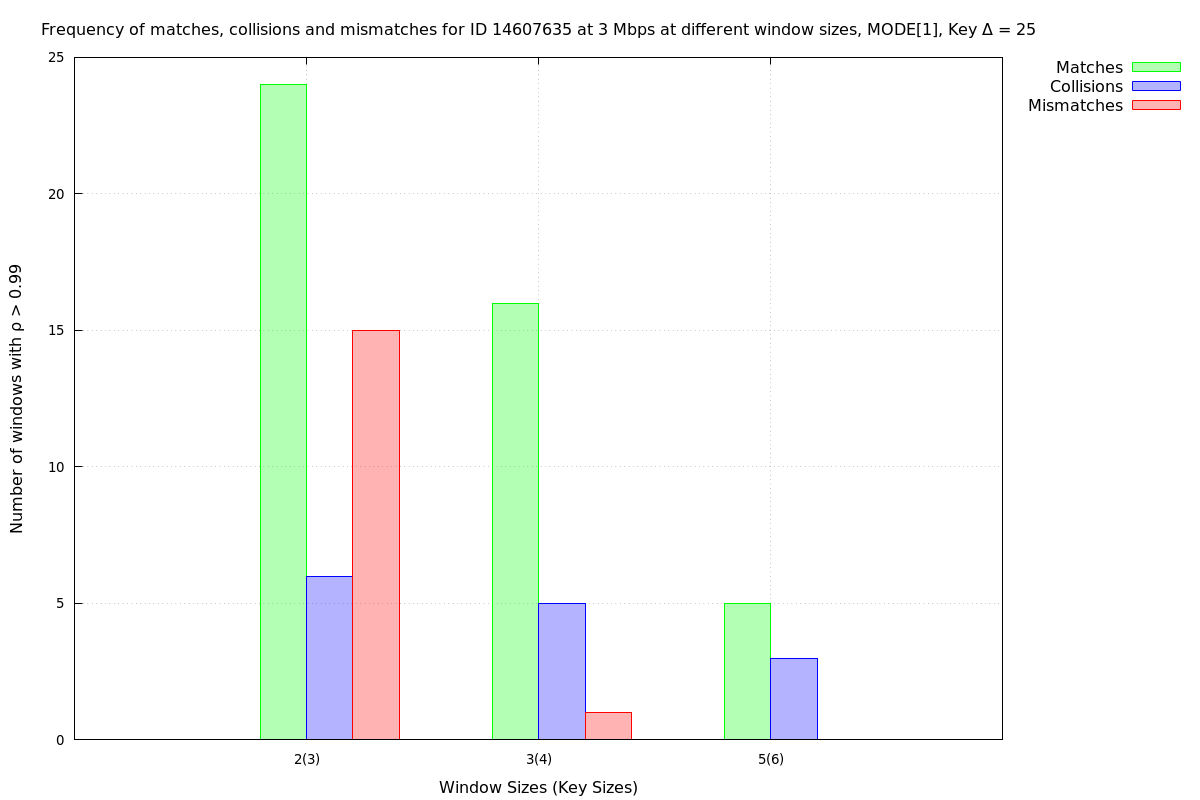 Frequency of matches, collisions and mismatches for ID 14607635 at 3 Mbps at different window sizes, MODE[1], Key Δ = 25
Matches
Collisions
Mismatches
Number of windows with ρ > 0.99
25
20
15
10
5
0
2(3)
3(4)
5(6)
Window Sizes (Key Sizes)